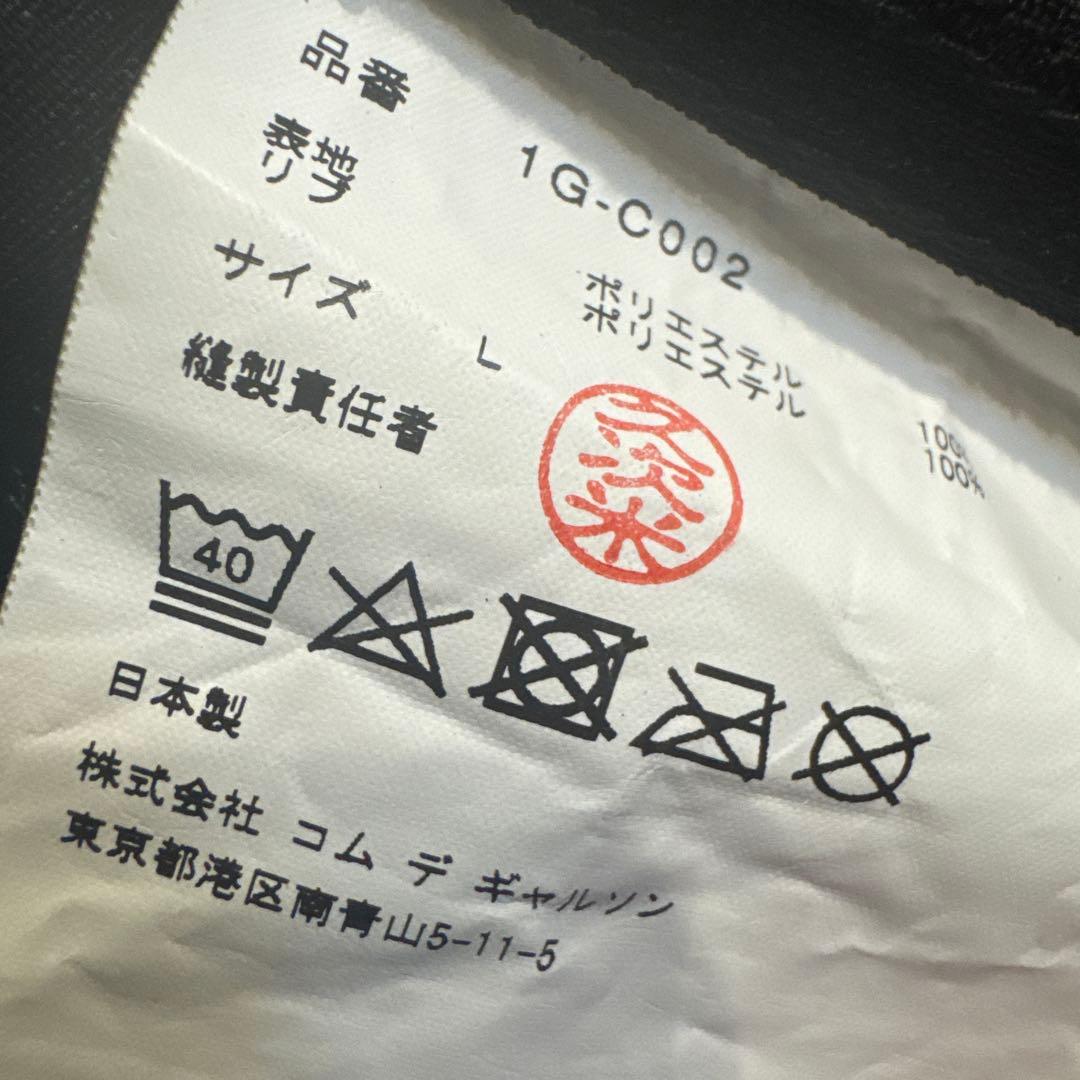 品番 1G-C002
表地 ポリエステル 100%
リブ ポリエステル 100%
サイズ L
縫製責任者
久米
40
日本製
株式会社 コム デ ギャルソン
東京都港区南青山5-11-5